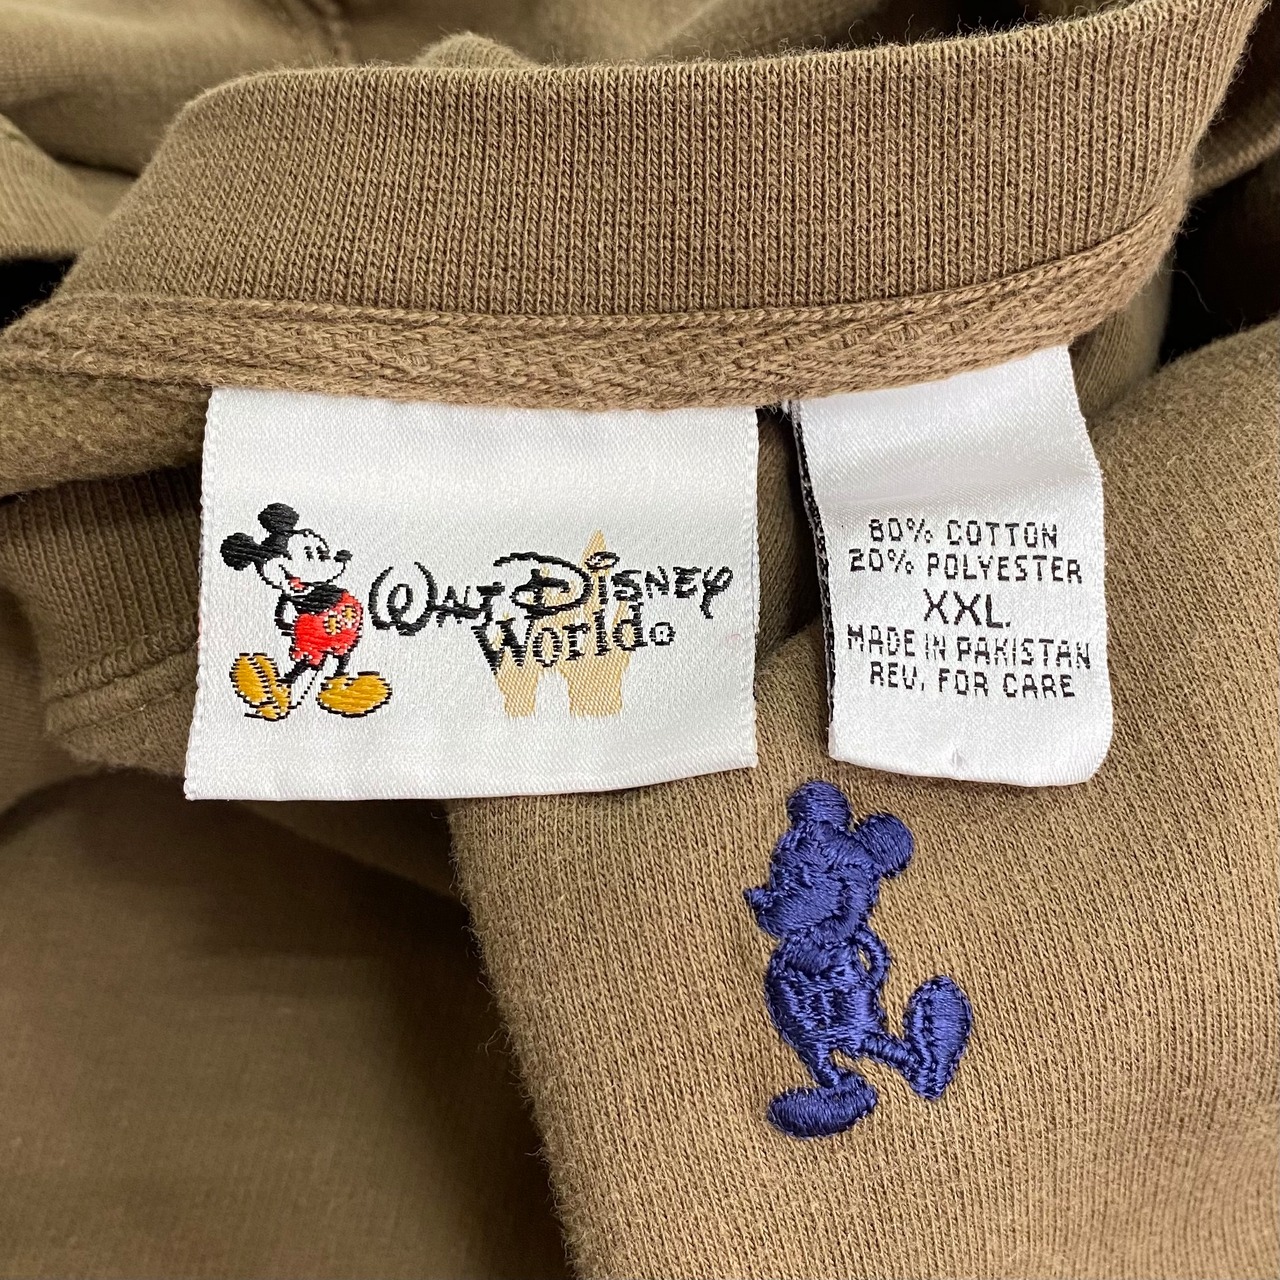 Walt Disney
World®
80% COTTON
20% POLYESTER
XXL
MADE IN PAKISTAN
REV. FOR CARE